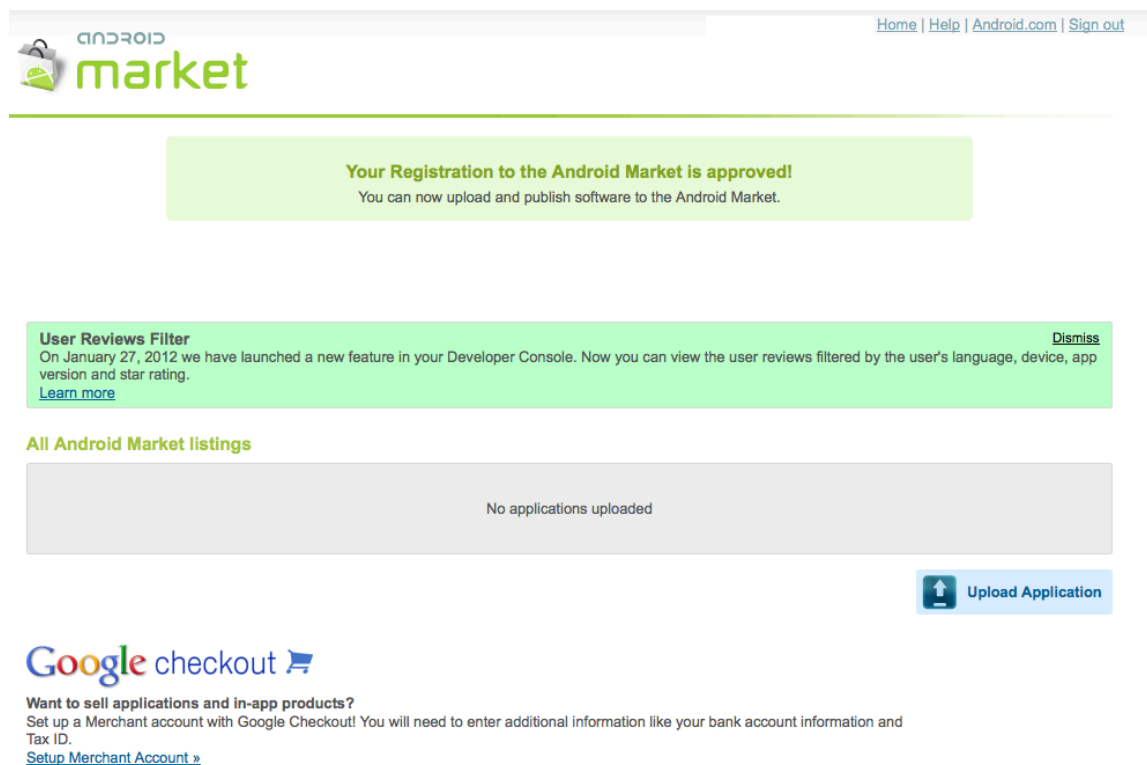 Home | Help | Android.com | Sign out
ANDROID
market
Your Registration to the Android Market is approved!
You can now upload and publish software to the Android Market.
User Reviews Filter
Dismiss
On January 27, 2012 we have launched a new feature in your Developer Console. Now you can view the user reviews filtered by the user's language, device, app
version and star rating.
Learn more
All Android Market listings
No applications uploaded
Upload Application
Google checkout
Want to sell applications and in-app products?
Set up a Merchant account with Google Checkout! You will need to enter additional information like your bank account information and
Tax ID.
Setup Merchant Account »